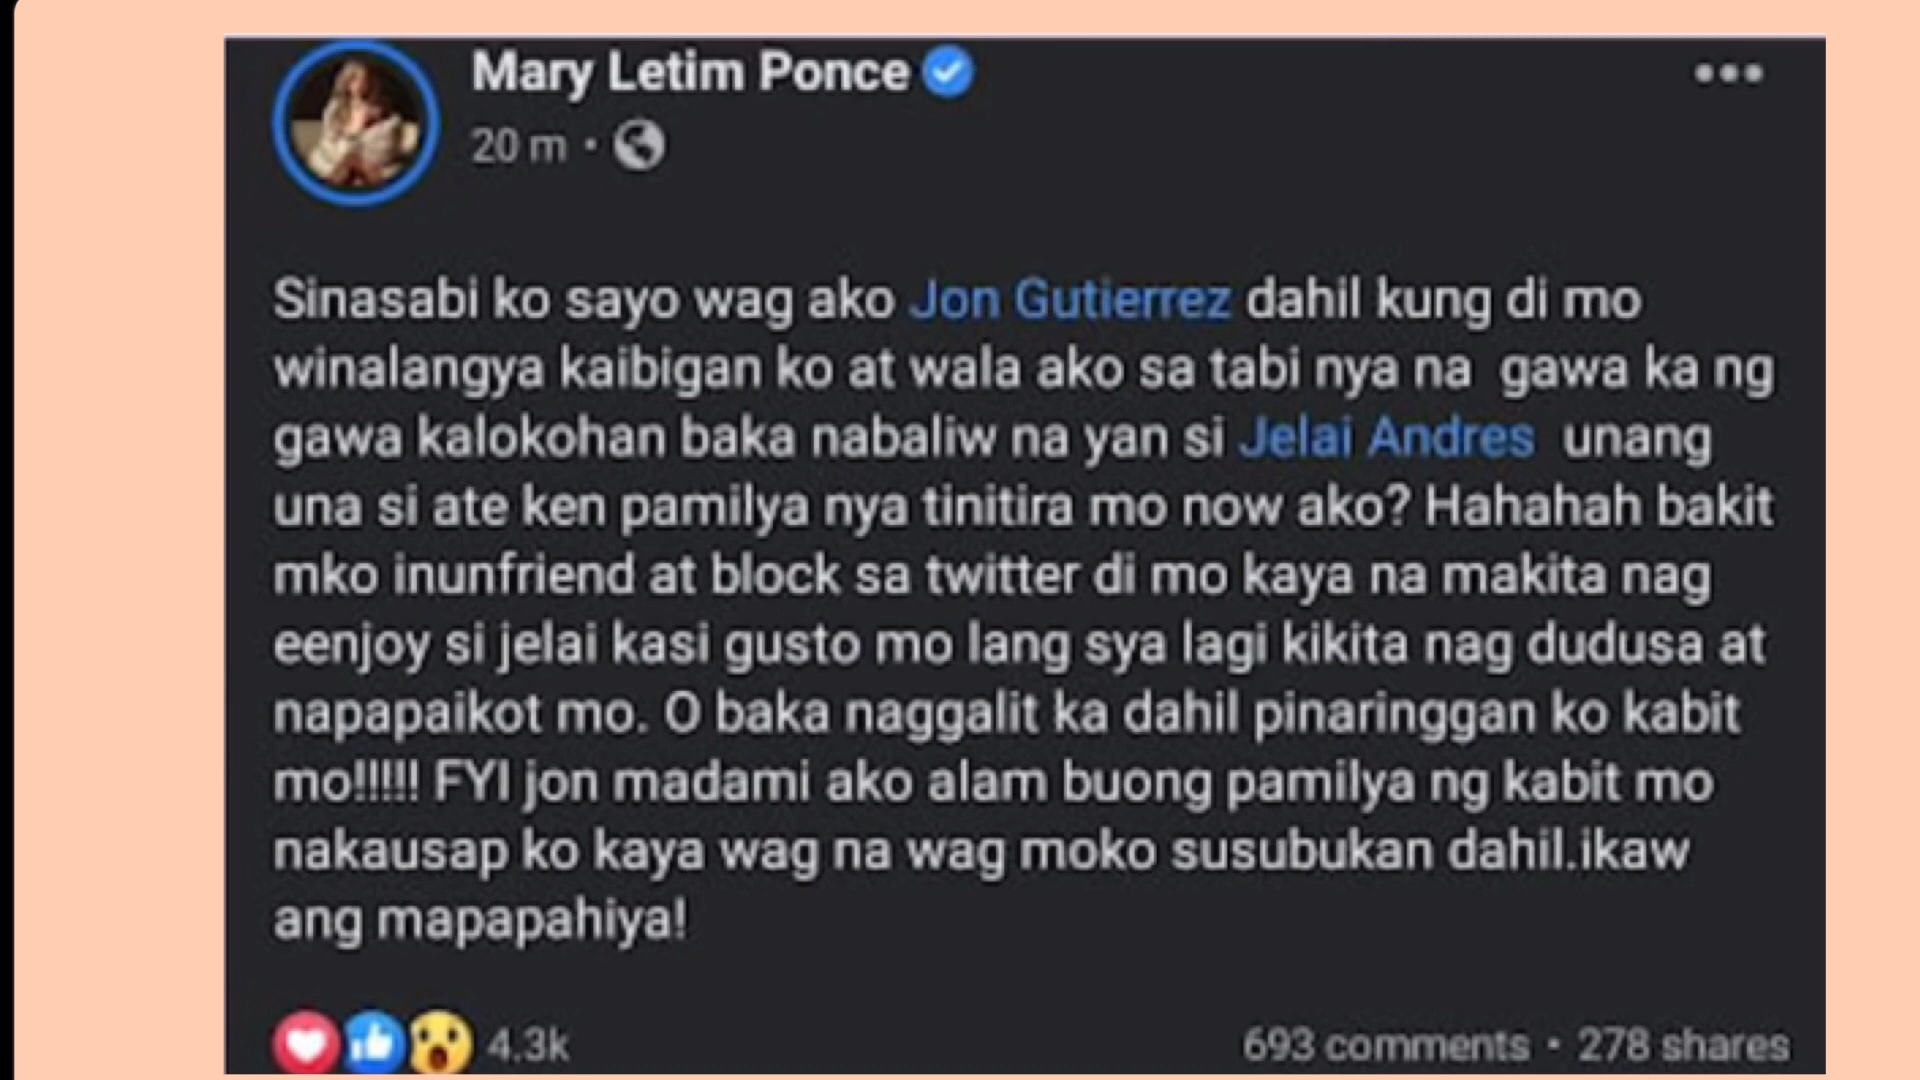 Mary Letim Ponce
20 m ·
Sinasabi ko sayo wag ako Jon Gutierrez dahil kung di mo
winalangya kaibigan ko at wala ako sa tabi nya na gawa ka ng
gawa kalokohan baka nabaliw na yan si Jelai Andres unang
una si ate ken pamilya nya tinitira mo now ako? Hahahah bakit
mko inunfriend at block sa twitter di mo kaya na makita nag
eenjoy si jelai kasi gusto mo lang sya lagi kikita nag dudusa at
napapaikot mo. O baka naggalit ka dahil pinaringgan ko kabit
mo!!!!! FYI jon madami ako alam buong pamilya ng kabit mo
nakausap ko kaya wag na wag moko susubukan dahil.ikaw
ang mapapahiya!
4.3k 693 comments · 278 shares